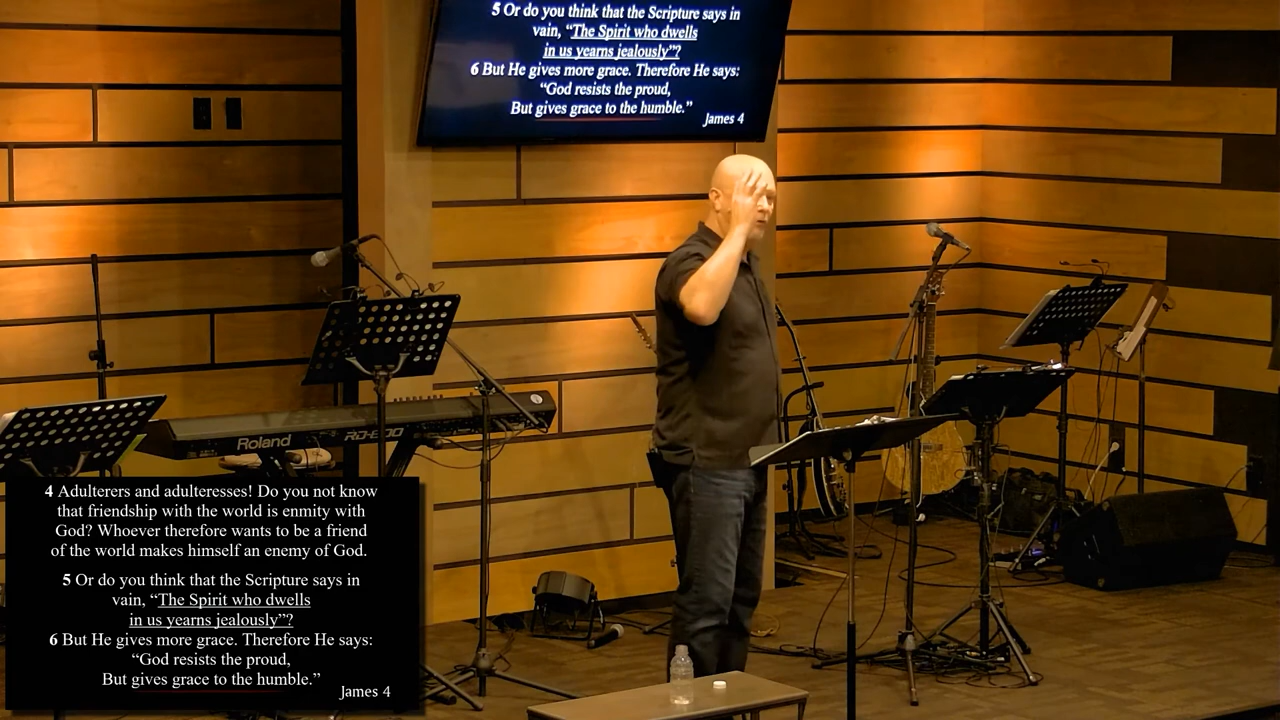 5 Or do you think that the Scripture says in
vain, “The Spirit who dwells
in us yearns jealously”?
6 But He gives more grace. Therefore He says:
“God resists the proud,
But gives grace to the humble.”
James 4
Roland
RD-800
4 Adulterers and adulteresses! Do you not know
that friendship with the world is enmity with
God? Whoever therefore wants to be a friend
of the world makes himself an enemy of God.
5 Or do you think that the Scripture says in
vain, “The Spirit who dwells
in us yearns jealously”?
6 But He gives more grace. Therefore He says:
“God resists the proud,
But gives grace to the humble.”
James 4